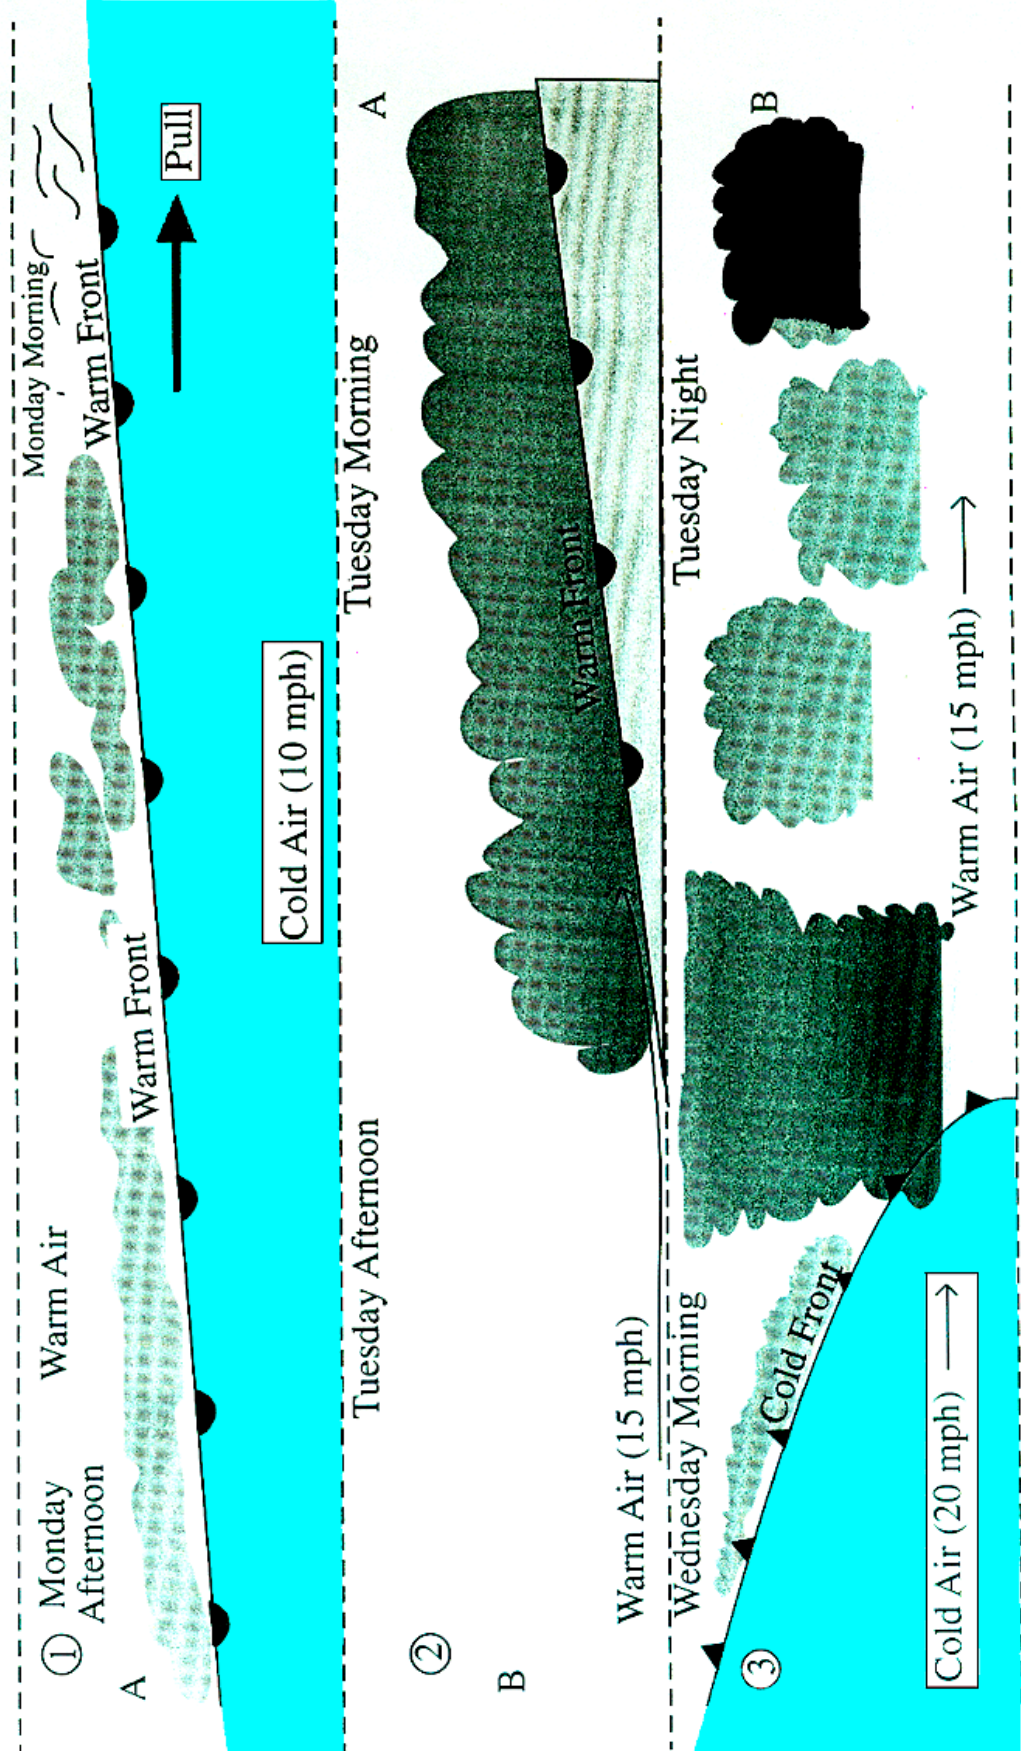 ①
Monday
Afternoon
Warm Air
Monday Morning
A
Warm Front
Warm Front
Pull
Cold Air (10 mph)
②
Tuesday Afternoon
Tuesday Morning
A
B
Warm Front
Warm Air (15 mph)
③
Wednesday Morning
Tuesday Night
B
Cold Front
Cold Air (20 mph)
Warm Air (15 mph)